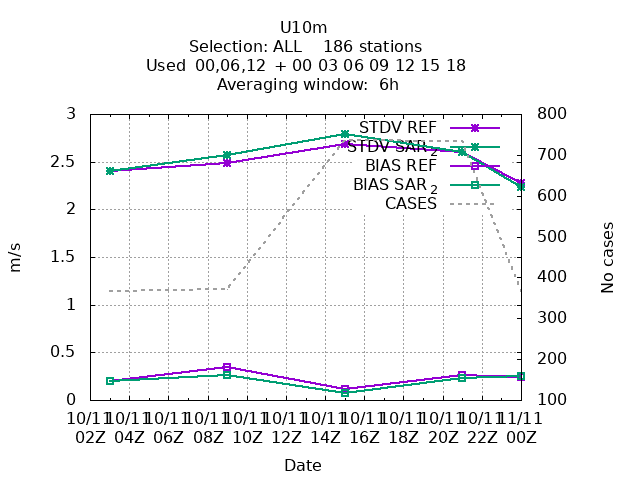 U10m
Selection: ALL 186 stations
Used 00,06,12 + 00 03 06 09 12 15 18
Averaging window: 6h
3
2.5
2
1.5
1
0.5
0
m/s
800
700
600
500
400
300
200
100
No cases
STDV REF
STDV SAR 2
BIAS REF
BIAS SAR 2
CASES
10/11 10/11 10/11 10/11 10/11 10/11 10/11 10/11 10/11 10/11 10/11 11/11
02Z 04Z 06Z 08Z 10Z 12Z 14Z 16Z 18Z 20Z 22Z 00Z
Date